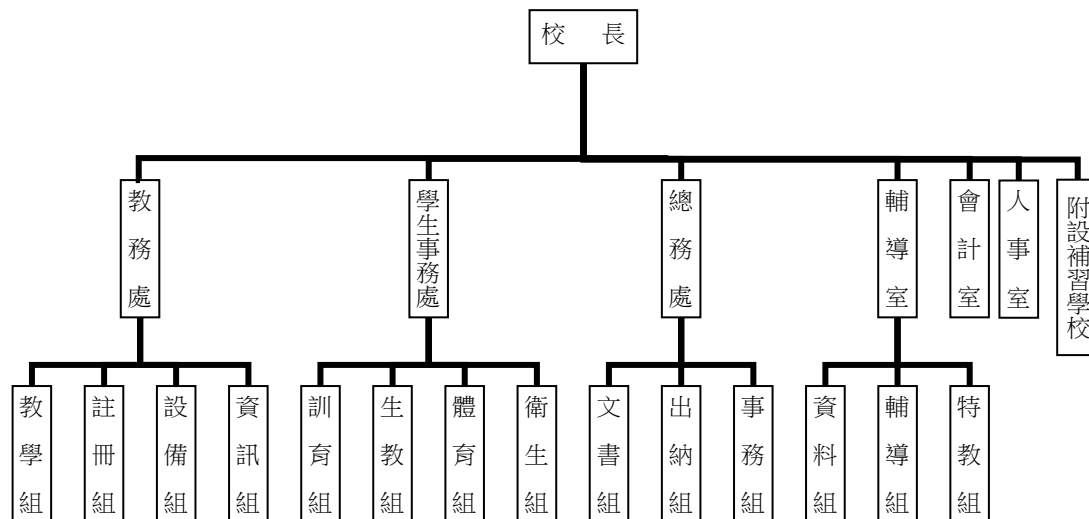 校長
教務處
學生事務處
總務處
輔導室
會計室
人事室
附設補習學校
教學組
註冊組
設備組
資訊組
訓育組
生教組
體育組
衛生組
文書組
出納組
事務組
資料組
輔導組
特教組